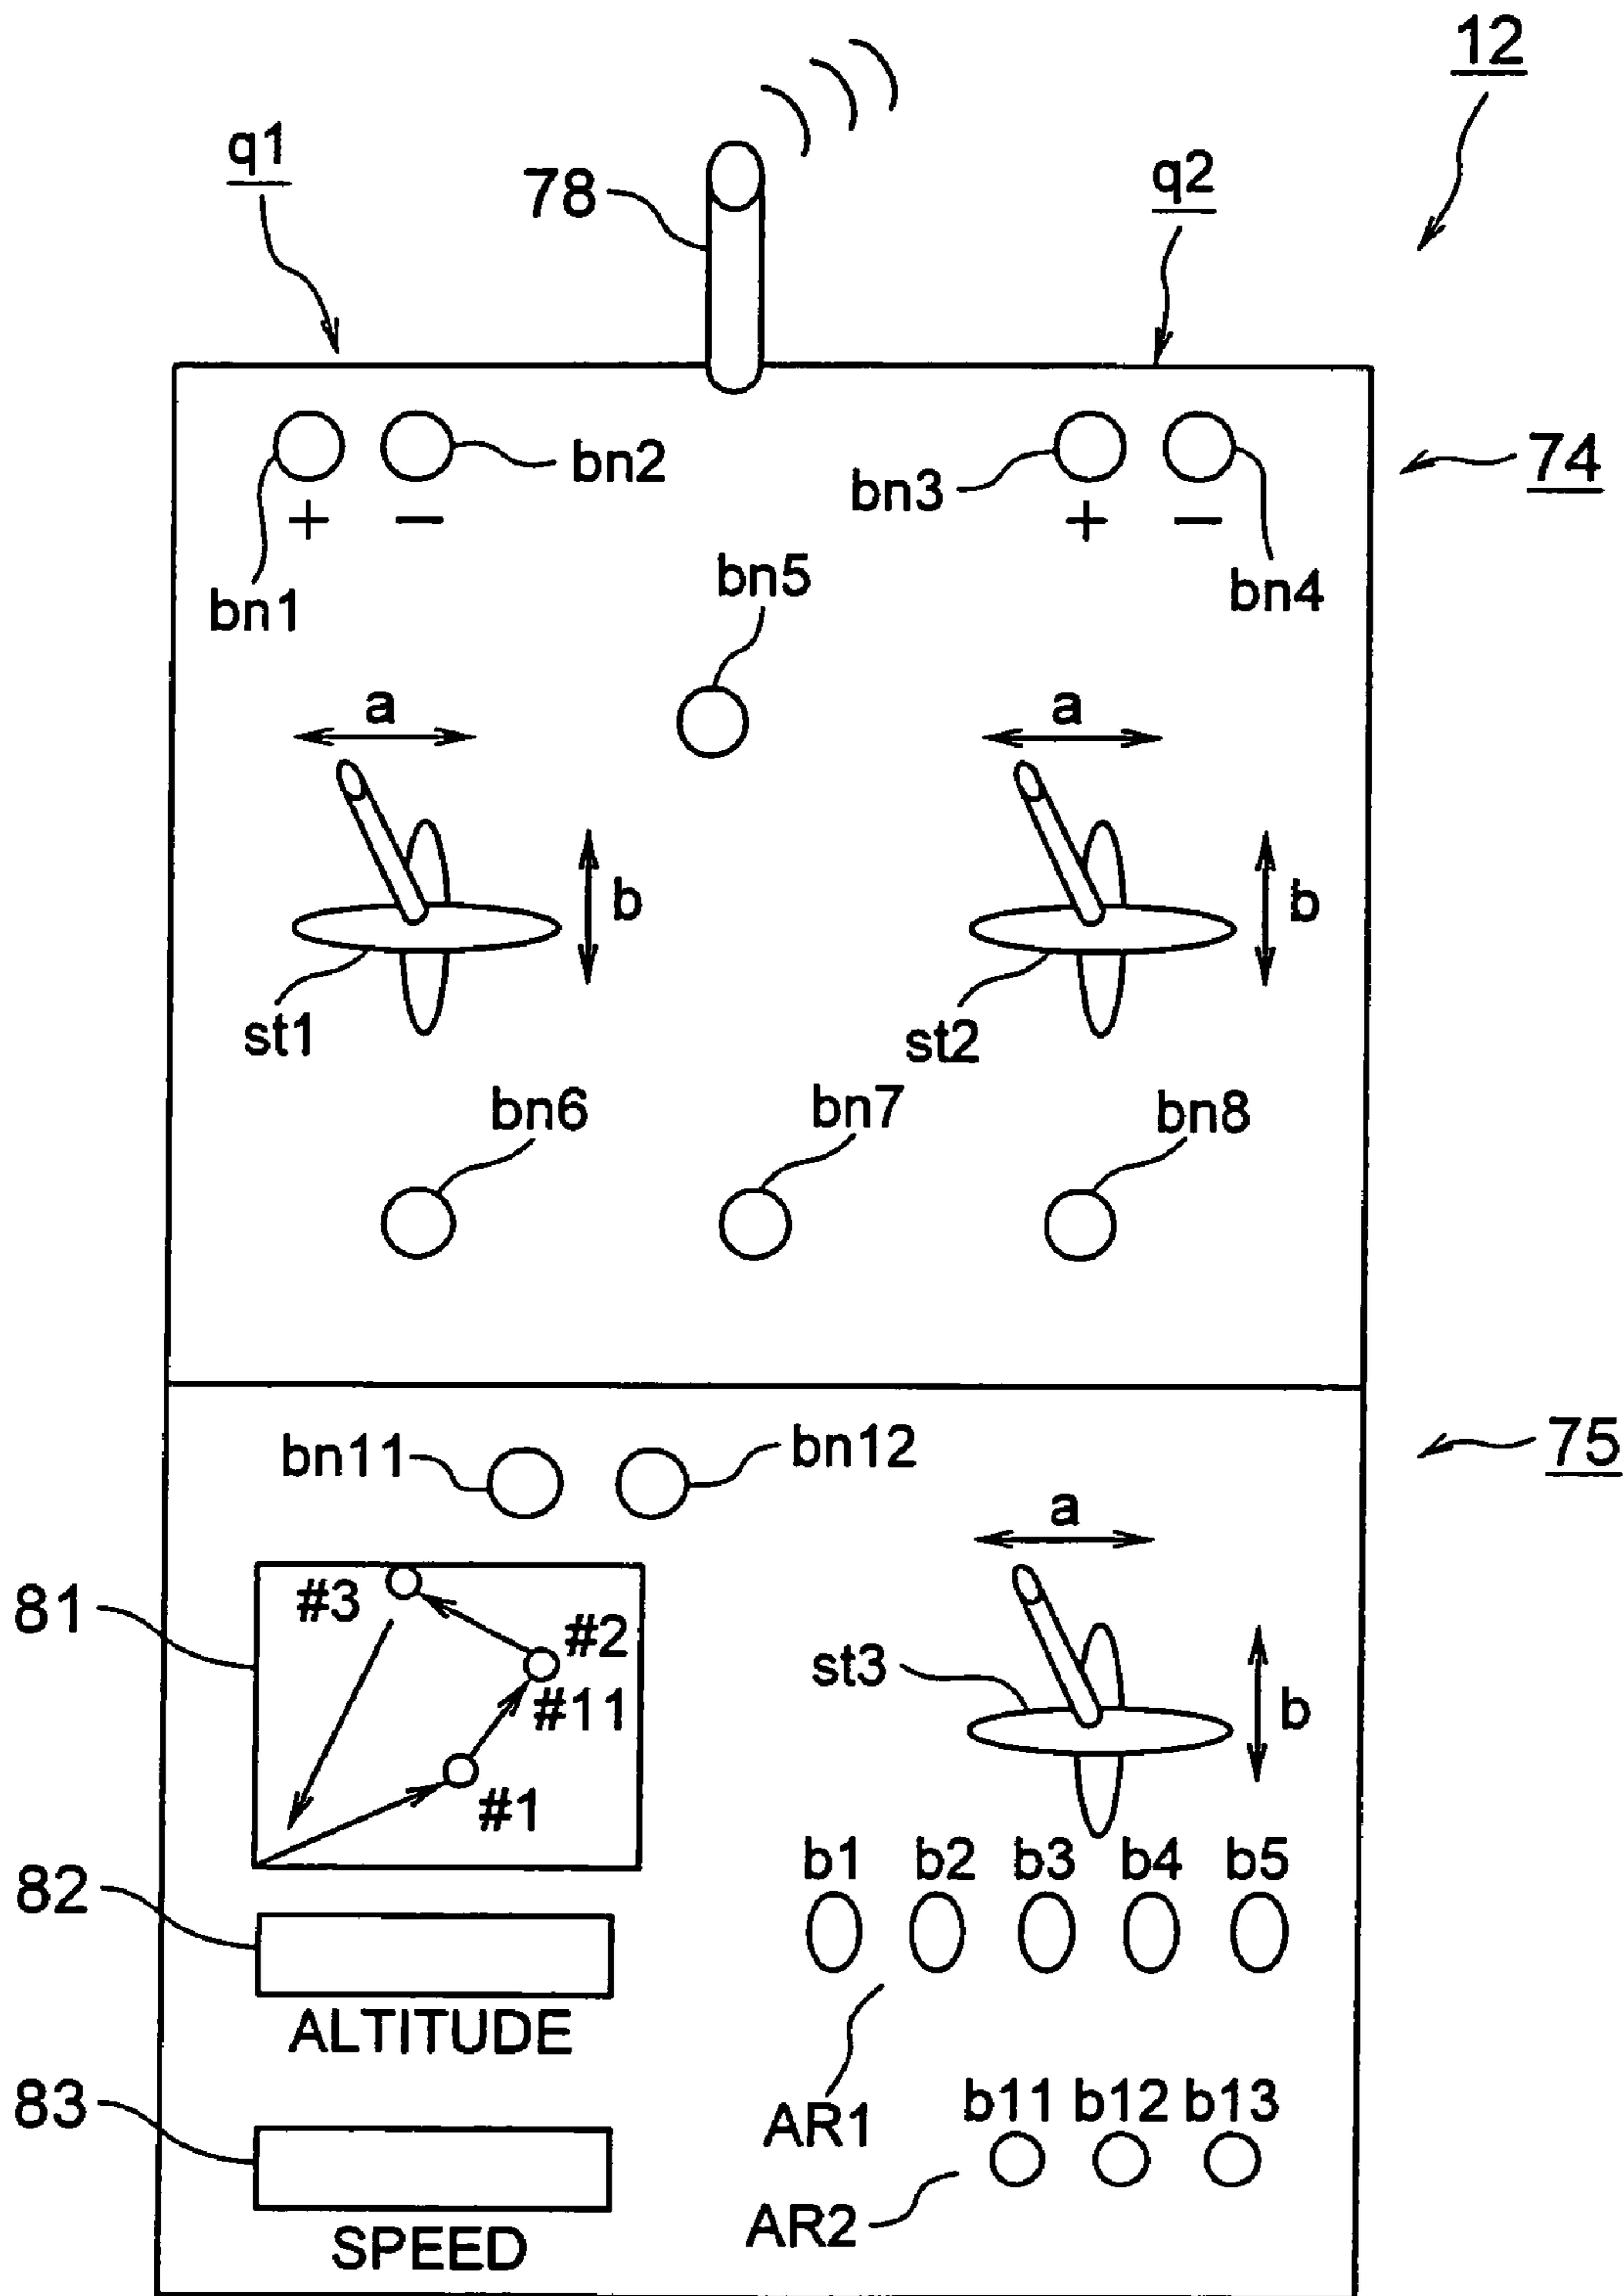 12
q1
78
q2
bn1
+
−
bn2
bn3
+
−
bn4
74
bn5
a
b
st1
a
b
st2
bn6
bn7
bn8
75
bn11
bn12
81
#3
#2
#11
#1
a
b
st3
82
ALTITUDE
b1 b2 b3 b4 b5
AR1
83
SPEED
b11 b12 b13
AR2